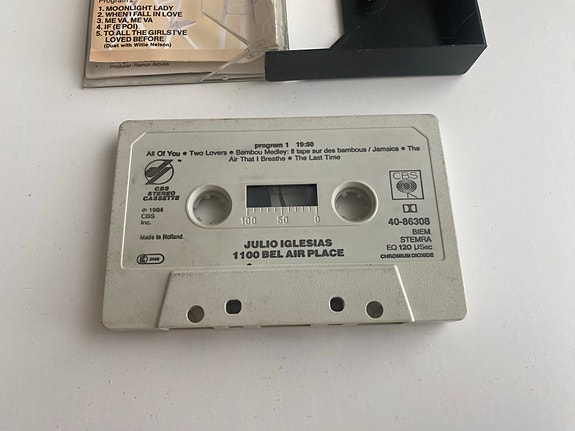 Program 2
1. MOONLIGHT LADY
2. WHEN I FALL IN LOVE
3. ME VA, ME VA
4. IF (E POI)
5. TO ALL THE GIRLS I'VE
LOVED BEFORE
(Duet with Willie Nelson)
Producer: Ramon Arcusa
program 1 19:50
All Of You • Two Lovers • Bambou Medley: Il tape sur des bambous / Jamaica • The
Air That I Breathe • The Last Time
CBS
STEREO
CASSETTE
℗ 1984
CBS
Inc.
Made in Holland.
100 50 0
CBS
40-86308
BIEM
STEMRA
EQ 120 µSec
CHROMIUM DIOXIDE
JULIO IGLESIAS
1100 BEL AIR PLACE